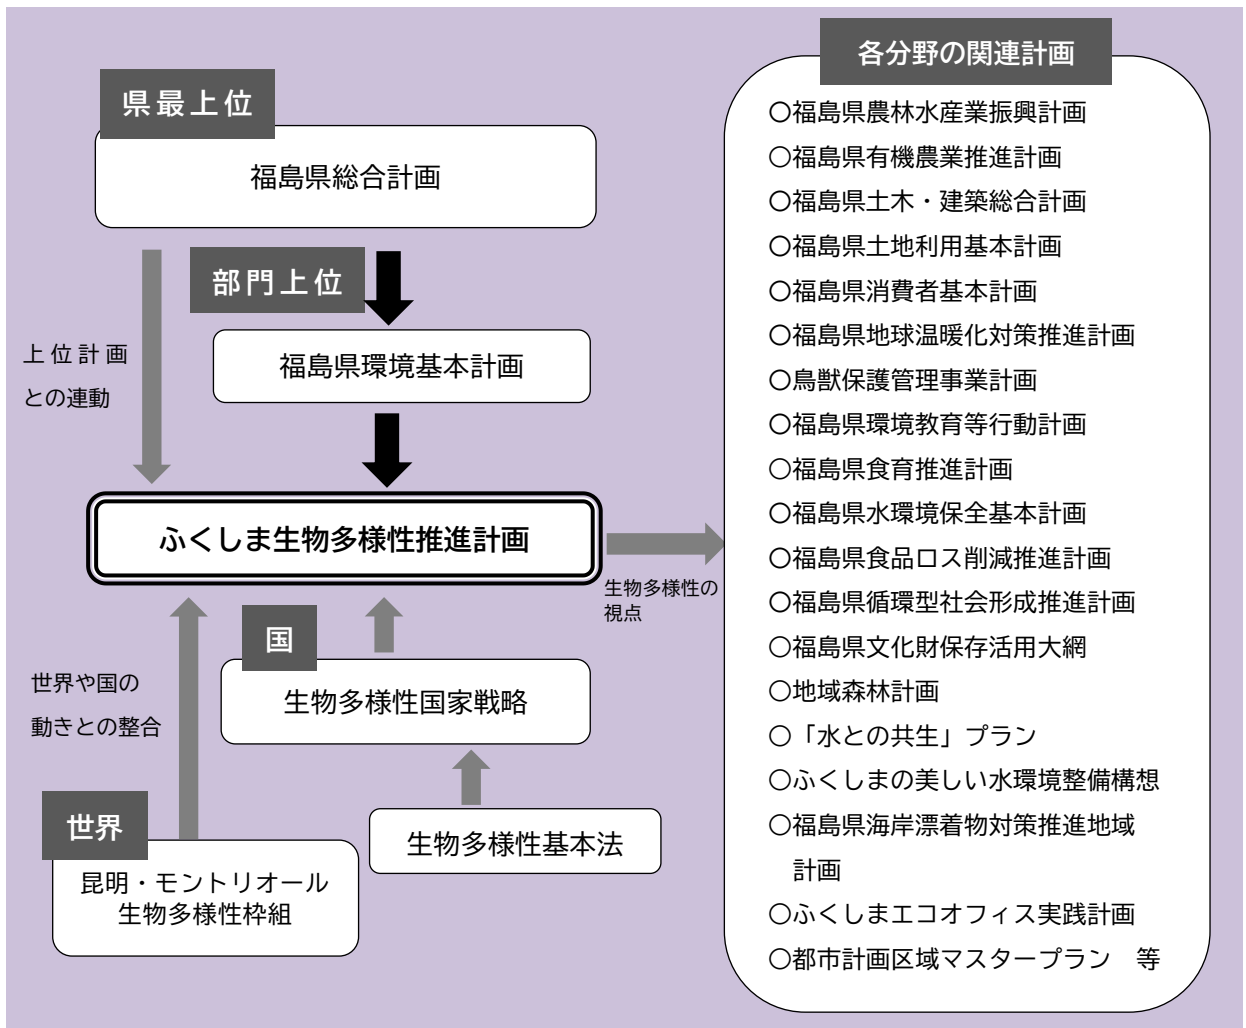 県最上位
福島県総合計画
部門上位
上位計画
との連動
福島県環境基本計画
ふくしま生物多様性推進計画
生物多様性の
視点
国
生物多様性国家戦略
世界や国の
動きとの整合
生物多様性基本法
世界
昆明・モントリオール
生物多様性枠組
各分野の関連計画
○福島県農林水産業振興計画
○福島県有機農業推進計画
○福島県土木・建築総合計画
○福島県土地利用基本計画
○福島県消費者基本計画
○福島県地球温暖化対策推進計画
○鳥獣保護管理事業計画
○福島県環境教育等行動計画
○福島県食育推進計画
○福島県水環境保全基本計画
○福島県食品ロス削減推進計画
○福島県循環型社会形成推進計画
○福島県文化財保存活用大網
○地域森林計画
○「水との共生」プラン
○ふくしまの美しい水環境整備構想
○福島県海岸漂着物対策推進地域
計画
○ふくしまエコオフィス実践計画
○都市計画区域マスタープラン　等